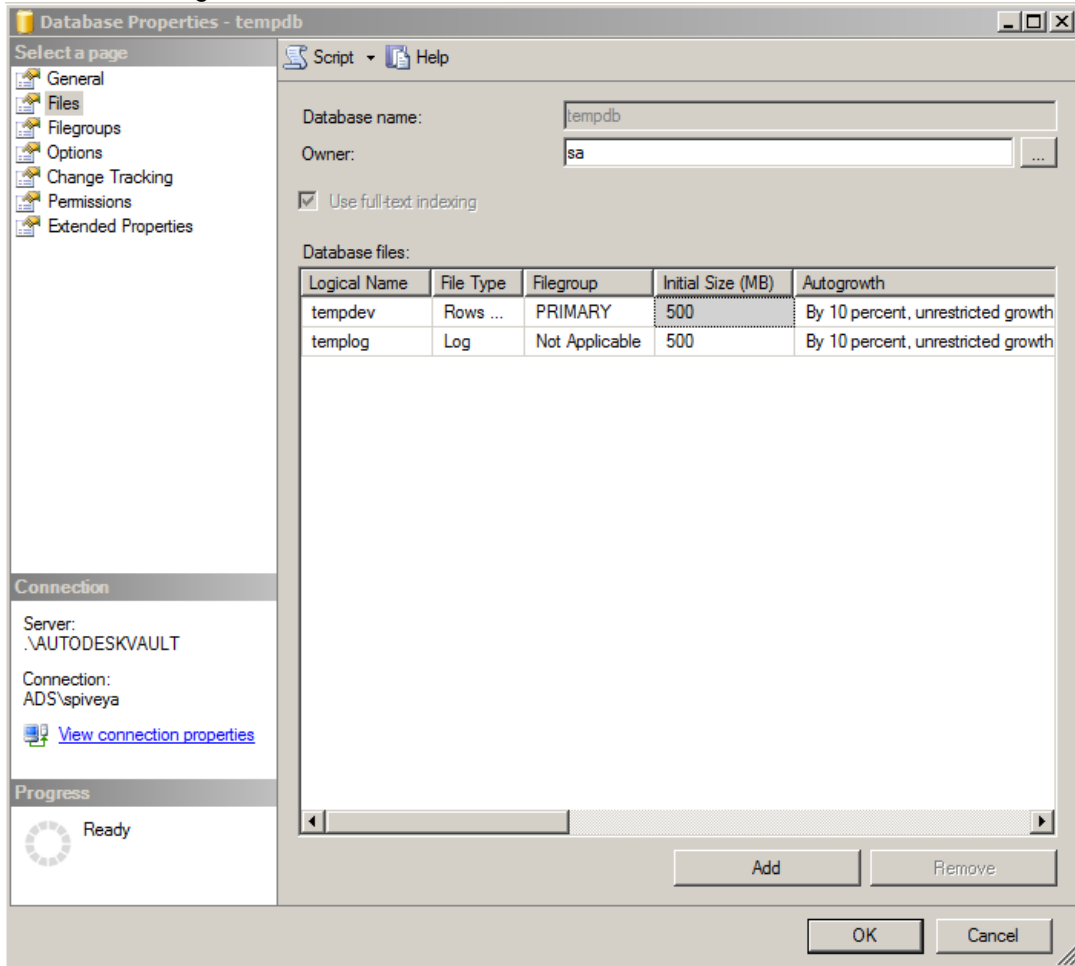 Database Properties - tempdb
Select a page
General
Files
Filegroups
Options
Change Tracking
Permissions
Extended Properties
Script Help
Database name: tempdb
Owner: sa ...
Use full-text indexing
Database files:
Logical Name File Type Filegroup Initial Size (MB) Autogrowth
tempdev Rows ... PRIMARY 500 By 10 percent, unrestricted growth
templog Log Not Applicable 500 By 10 percent, unrestricted growth
Connection
Server:
.\AUTODESKVAULT
Connection:
ADS\spiveya
View connection properties
Progress
Ready
Add Remove
OK Cancel